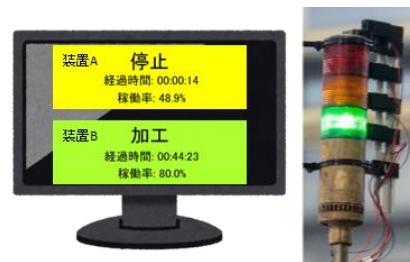 装置A 停止
経過時間: 00:00:14
稼働率: 48.9%
装置B 加工
経過時間: 00:44:23
稼働率: 80.0%